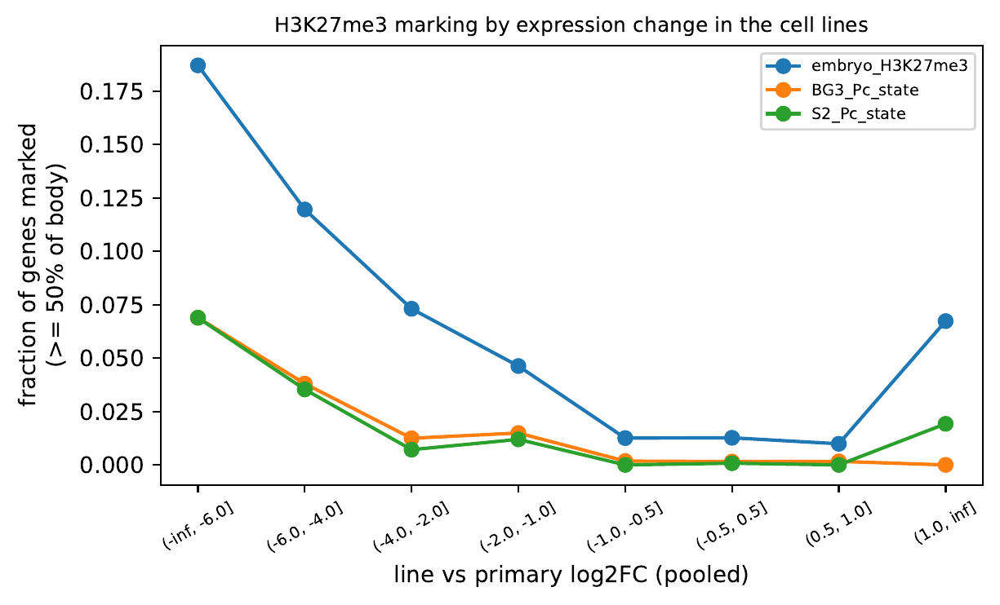 H3K27me3 marking by expression change in the cell lines
embryo_H3K27me3
BG3_Pc_state
S2_Pc_state
fraction of genes marked
(>= 50% of body)
0.175
0.150
0.125
0.100
0.075
0.050
0.025
0.000
(-inf, -6.0]
(-6.0, -4.0]
(-4.0, -2.0]
(-2.0, -1.0]
(-1.0, -0.5]
(-0.5, 0.5]
(0.5, 1.0]
(1.0, inf]
line vs primary log2FC (pooled)